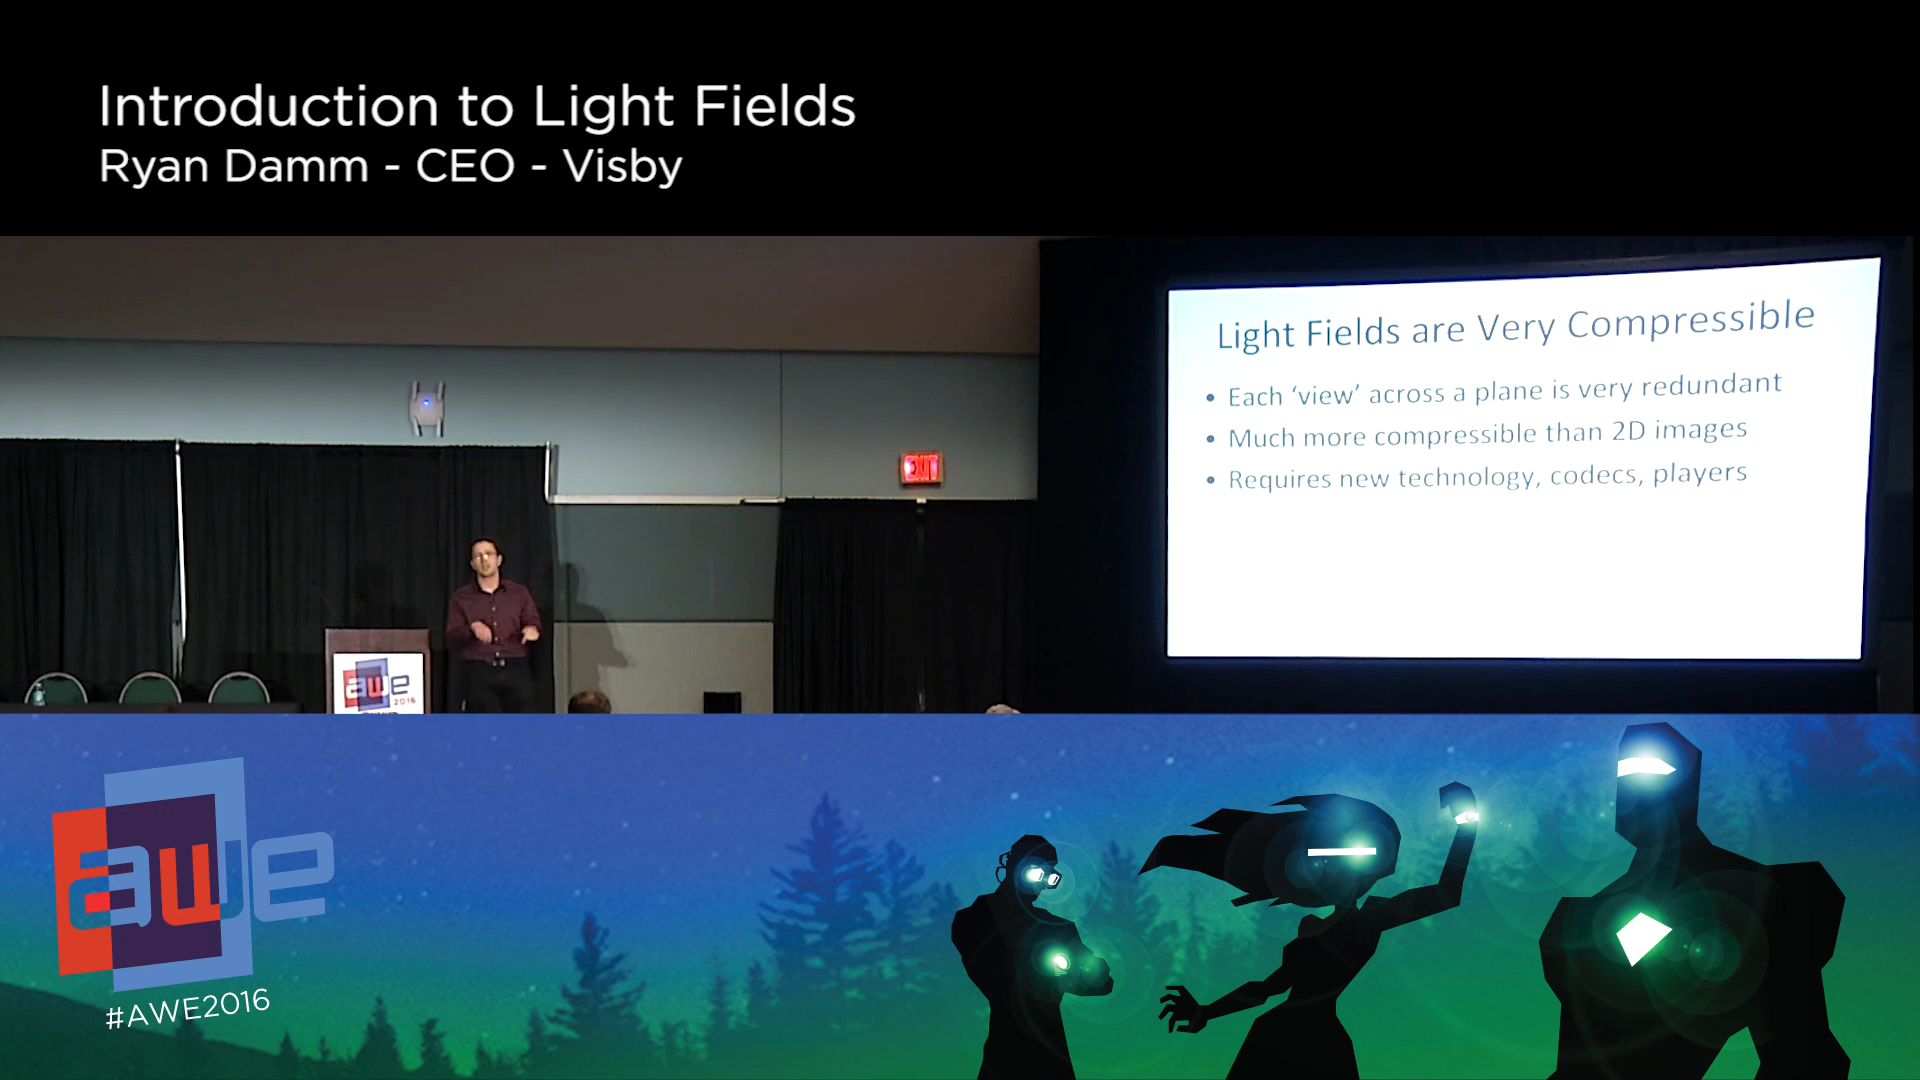 Introduction to Light Fields
Ryan Damm - CEO - Visby
Light Fields are Very Compressible
• Each ‘view’ across a plane is very redundant
• Much more compressible than 2D images
• Requires new technology, codecs, players
EXIT
awe
2016
awe
#AWE2016